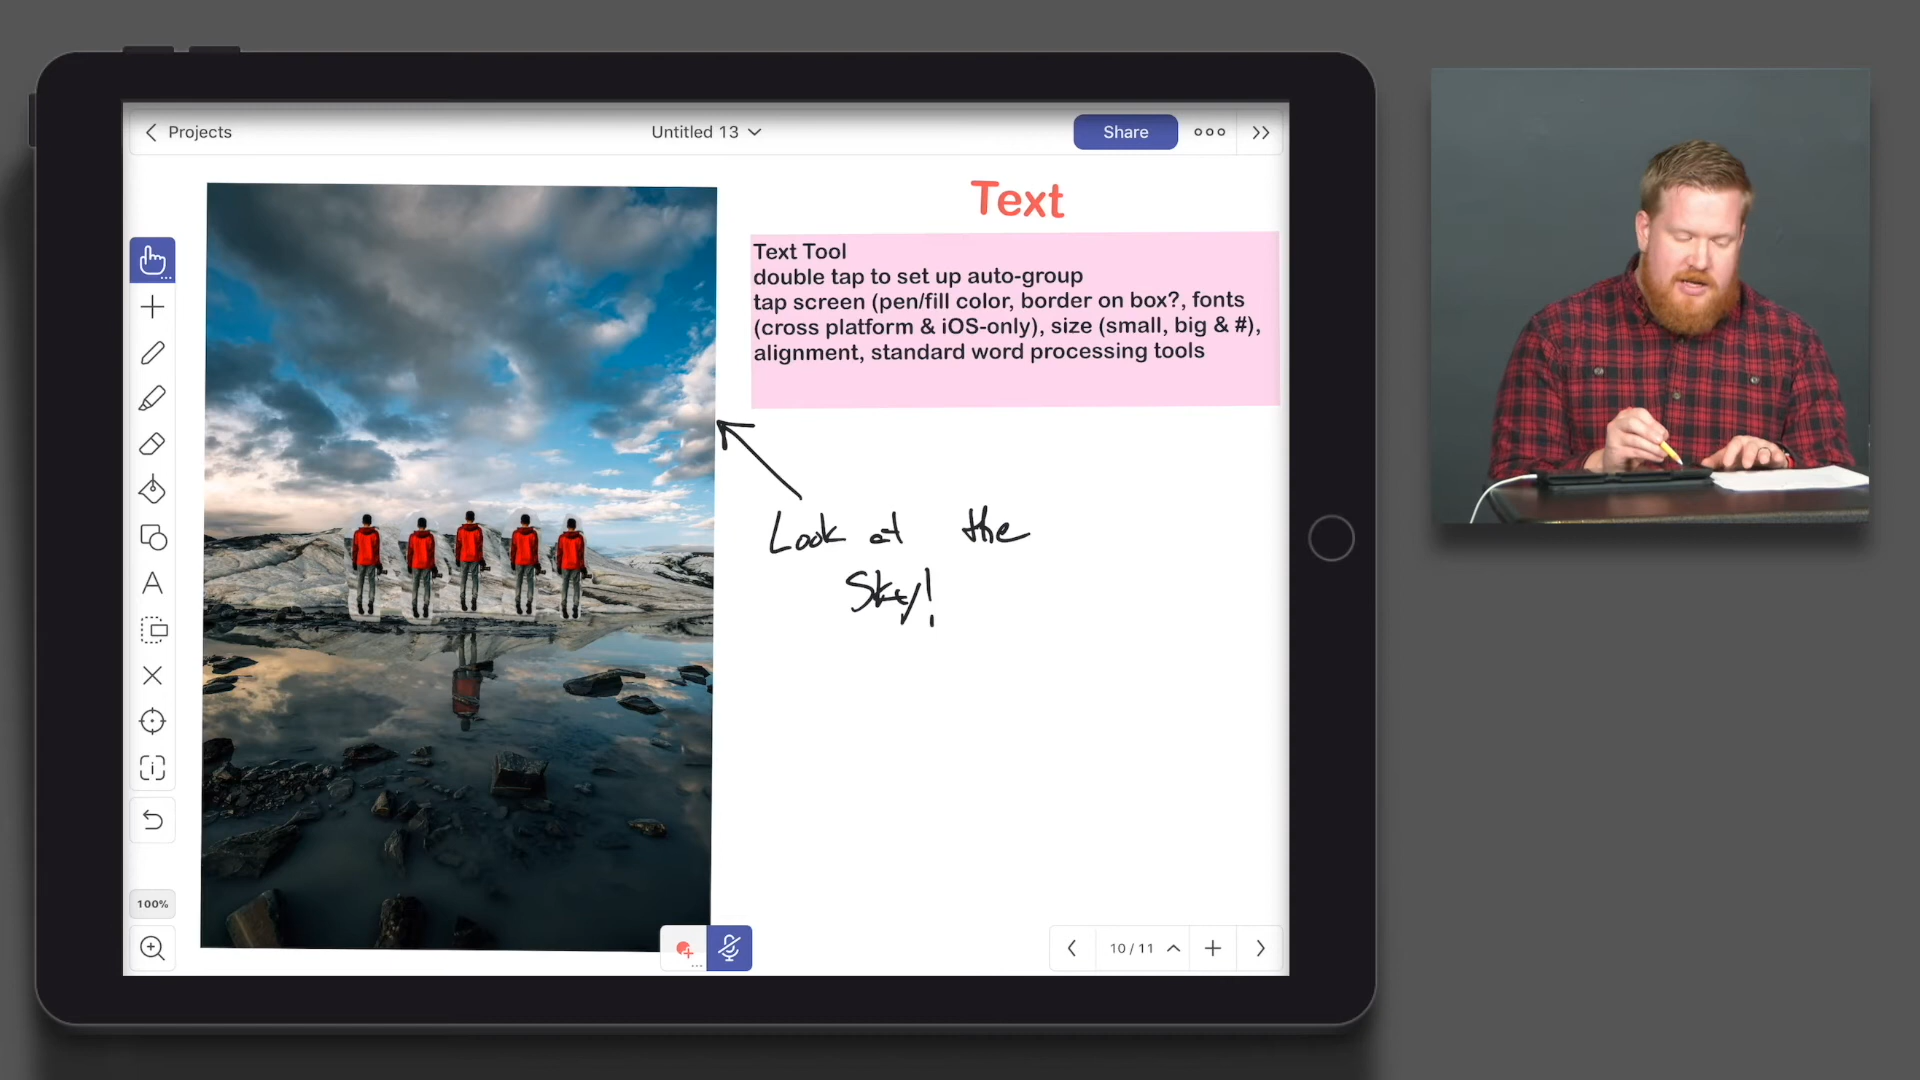 Projects
Untitled 13
Share
Text
Text Tool
double tap to set up auto-group
tap screen (pen/fill color, border on box?, fonts
(cross platform & iOS-only), size (small, big & #),
alignment, standard word processing tools
Look at the
Sky!
A
100%
10/11